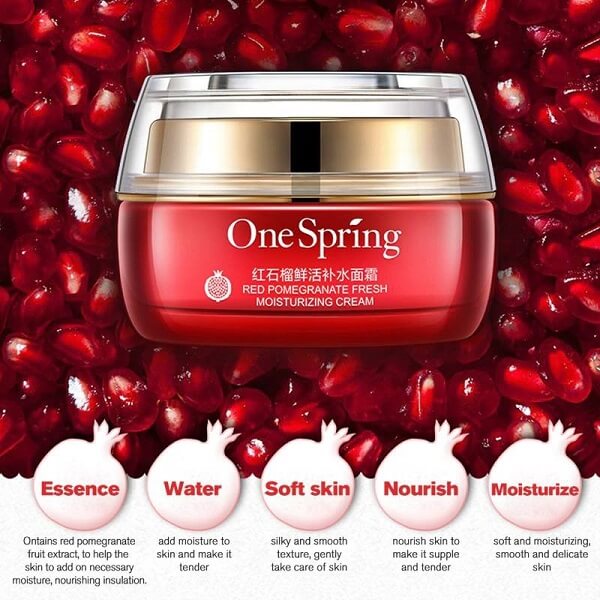 One Spring
红石榴鲜活补水面霜
RED POMEGRANATE FRESH
MOISTURIZING CREAM
Essence
Water
Soft skin
Nourish
Moisturize
Ontains red pomegranate
fruit extract, to help the
skin to add on necessary
moisture, nourishing insulation.
add moisture to
skin and make it
tender
silky and smooth
texture, gently
take care of skin
nourish skin to
make it supple
and tender
soft and moisturizing,
smooth and delicate
skin